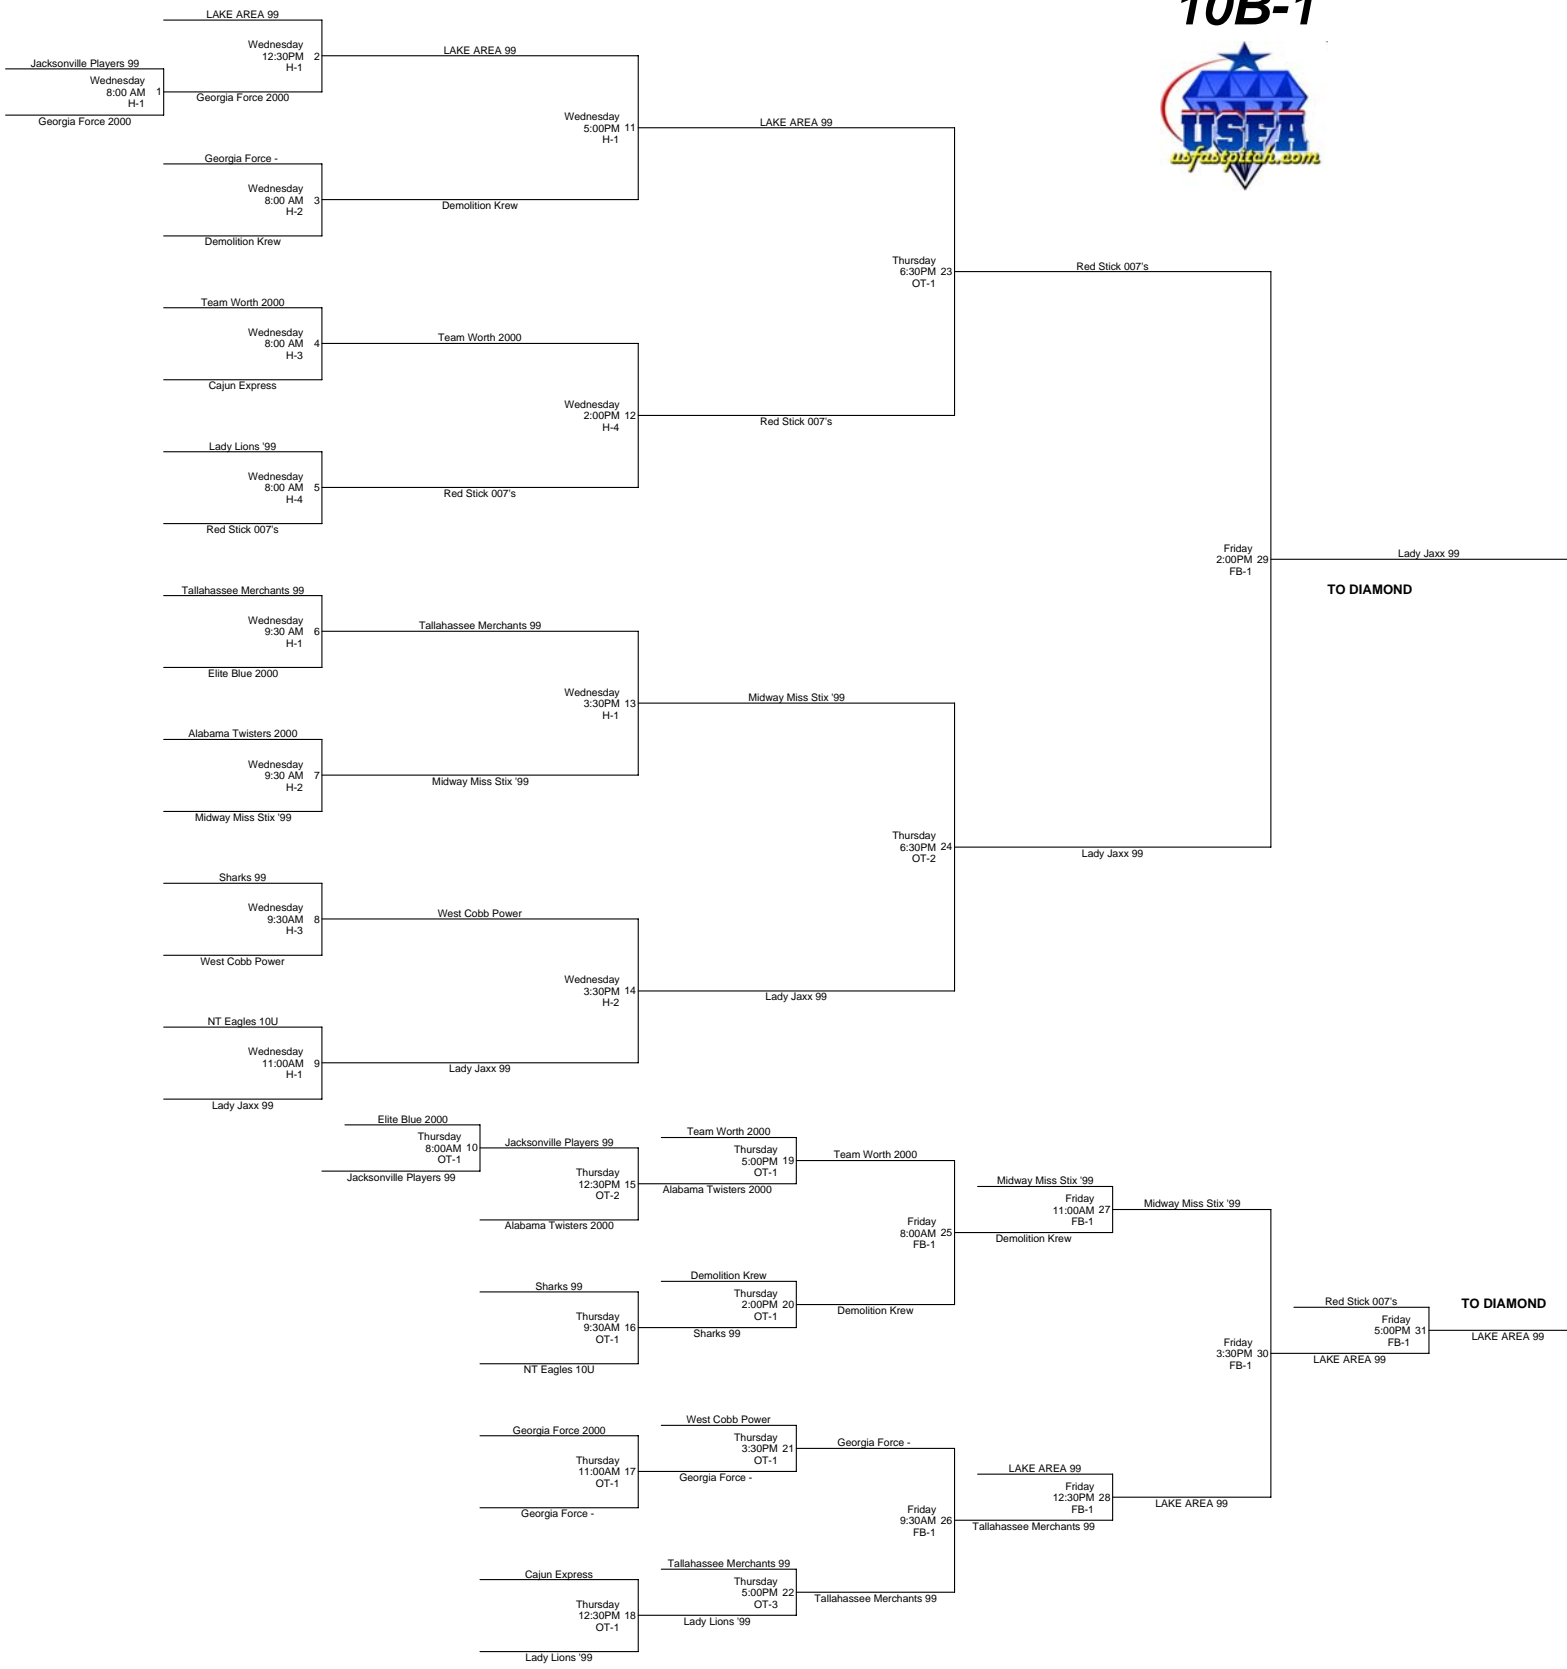 10B-1
USFA
usfastpitch.com
LAKE AREA 99
Wednesday
12:30PM 2
H-1
LAKE AREA 99
Jacksonville Players 99
Wednesday
8:00 AM 1
H-1
Georgia Force 2000
Georgia Force 2000
Wednesday
5:00PM 11
H-1
LAKE AREA 99
Georgia Force -
Wednesday
8:00 AM 3
H-2
Demolition Krew
Demolition Krew
Thursday
6:30PM 23
OT-1
Red Stick 007's
Team Worth 2000
Wednesday
8:00 AM 4
H-3
Team Worth 2000
Cajun Express
Wednesday
2:00PM 12
H-4
Red Stick 007's
Lady Lions '99
Wednesday
8:00 AM 5
H-4
Red Stick 007's
Red Stick 007's
Friday
2:00PM 29
FB-1
Lady Jaxx 99
TO DIAMOND
Tallahassee Merchants 99
Wednesday
9:30 AM 6
H-1
Tallahassee Merchants 99
Elite Blue 2000
Wednesday
3:30PM 13
H-1
Midway Miss Stix '99
Alabama Twisters 2000
Wednesday
9:30 AM 7
H-2
Midway Miss Stix '99
Midway Miss Stix '99
Thursday
6:30PM 24
OT-2
Lady Jaxx 99
Sharks 99
Wednesday
9:30AM 8
H-3
West Cobb Power
West Cobb Power
Wednesday
3:30PM 14
H-2
Lady Jaxx 99
NT Eagles 10U
Wednesday
11:00AM 9
H-1
Lady Jaxx 99
Lady Jaxx 99
Elite Blue 2000
Thursday
8:00AM 10
OT-1
Jacksonville Players 99
Jacksonville Players 99
Thursday
12:30PM 15
OT-2
Alabama Twisters 2000
Team Worth 2000
Thursday
5:00PM 19
OT-1
Alabama Twisters 2000
Team Worth 2000
Friday
8:00AM 25
FB-1
Midway Miss Stix '99
Friday
11:00AM 27
FB-1
Demolition Krew
Midway Miss Stix '99
Sharks 99
Thursday
9:30AM 16
OT-1
NT Eagles 10U
Demolition Krew
Thursday
2:00PM 20
OT-1
Sharks 99
Demolition Krew
Friday
3:30PM 30
FB-1
Red Stick 007's
Friday
5:00PM 31
FB-1
LAKE AREA 99
TO DIAMOND
LAKE AREA 99
Georgia Force 2000
Thursday
11:00AM 17
OT-1
Georgia Force -
West Cobb Power
Thursday
3:30PM 21
OT-1
Georgia Force -
Georgia Force -
Friday
9:30AM 26
FB-1
LAKE AREA 99
Friday
12:30PM 28
FB-1
Tallahassee Merchants 99
LAKE AREA 99
Cajun Express
Thursday
12:30PM 18
OT-1
Lady Lions '99
Tallahassee Merchants 99
Thursday
5:00PM 22
OT-3
Lady Lions '99
Tallahassee Merchants 99